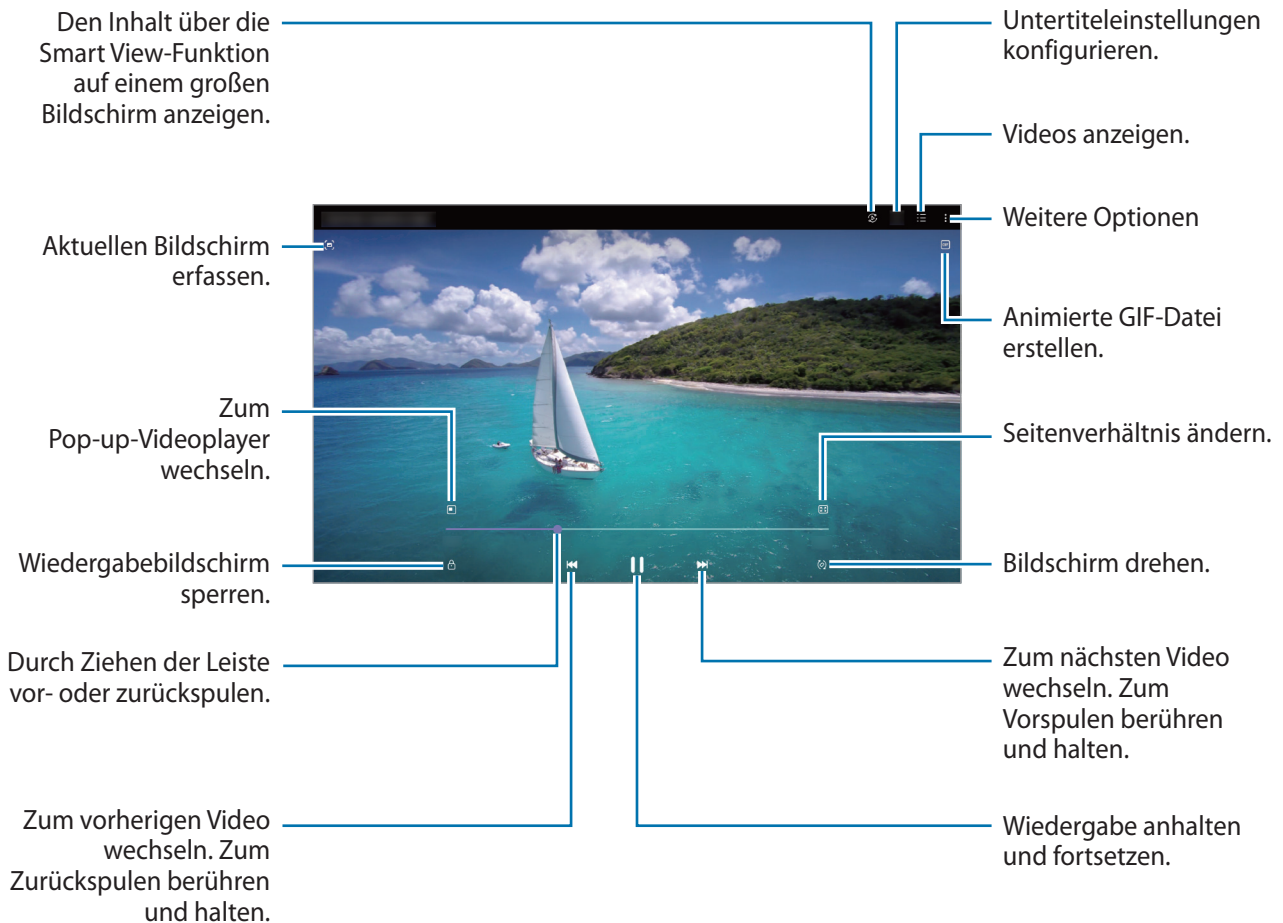 Den Inhalt über die
Smart View-Funktion
auf einem großen
Bildschirm anzeigen.
Aktuellen Bildschirm
erfassen.
Zum
Pop-up-Videoplayer
wechseln.
Wiedergabebildschirm
sperren.
Durch Ziehen der Leiste
vor- oder zurückspulen.
Zum vorherigen Video
wechseln. Zum
Zurückspulen berühren
und halten.
Untertiteleinstellungen
konfigurieren.
Videos anzeigen.
Weitere Optionen
Animierte GIF-Datei
erstellen.
Seitenverhältnis ändern.
Bildschirm drehen.
Zum nächsten Video
wechseln. Zum
Vorspulen berühren
und halten.
Wiedergabe anhalten
und fortsetzen.